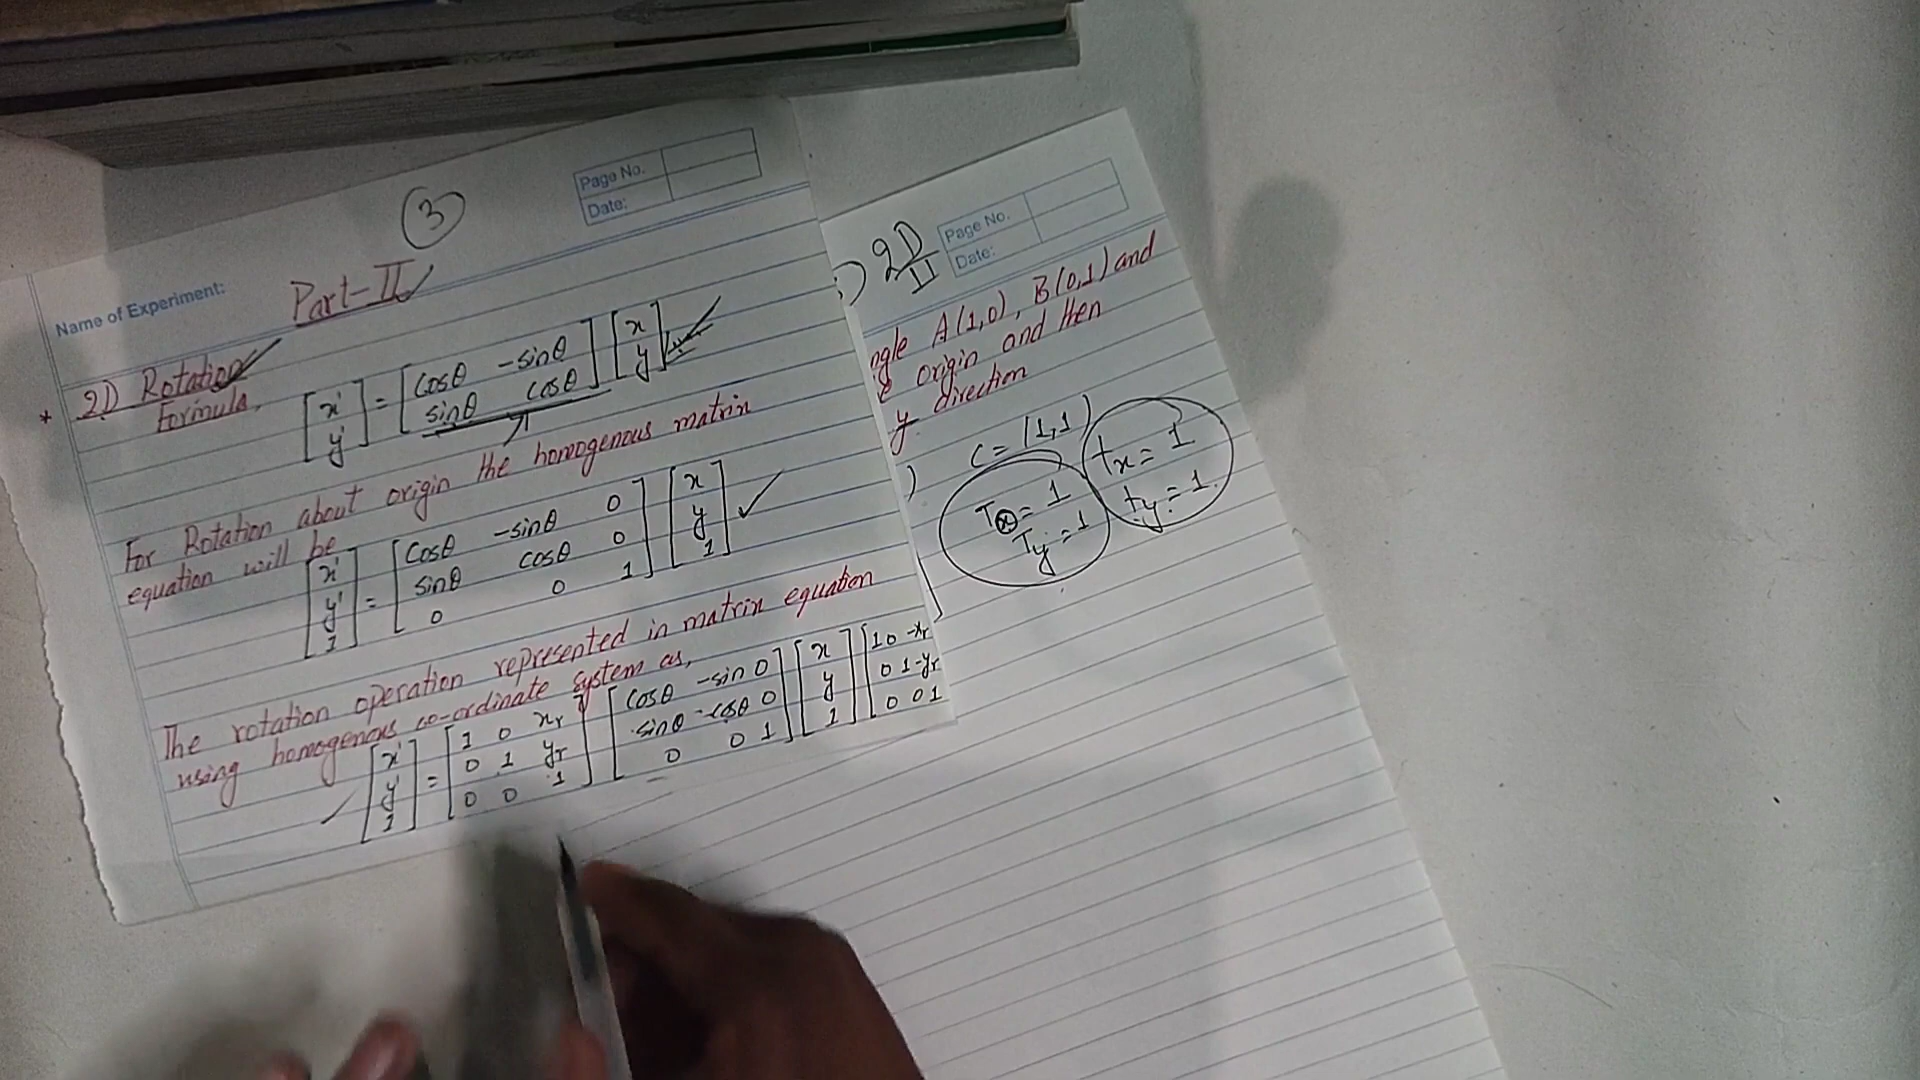 3
Page No.
Date:
Name of Experiment:
Part-II
* 2D Rotation
Formula,
[x' y'] = [cosθ -sinθ
sinθ cosθ] [x y]
For Rotation about origin the homogenous matrix
equation will be
[x' y' 1] = [cosθ -sinθ 0
sinθ cosθ 0
0 0 1] [x y 1]
The rotation operation represented in matrix equation
using homogenous co-ordinate system as,
[x' y' 1] = [1 0 xr
0 1 yr
0 0 1] [cosθ -sin 0
sinθ -cosθ 0
0 0 1] [x y 1] [1 0 -xr
0 1 -yr
0 0 1]
2D
II
Page No.
Date:
ngle A(1,0), B(0,1) and
origin and then
y direction
C = (1,1)
Tx = 1
Ty = 1
tx = 1
ty = 1